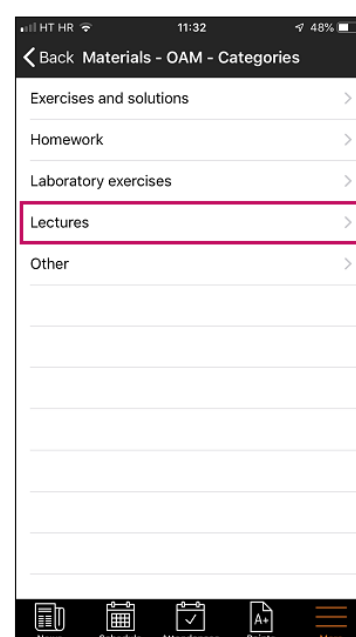 HT HR 11:32 48%
Back Materials - OAM - Categories
Exercises and solutions
Homework
Laboratory exercises
Lectures
Other
A+